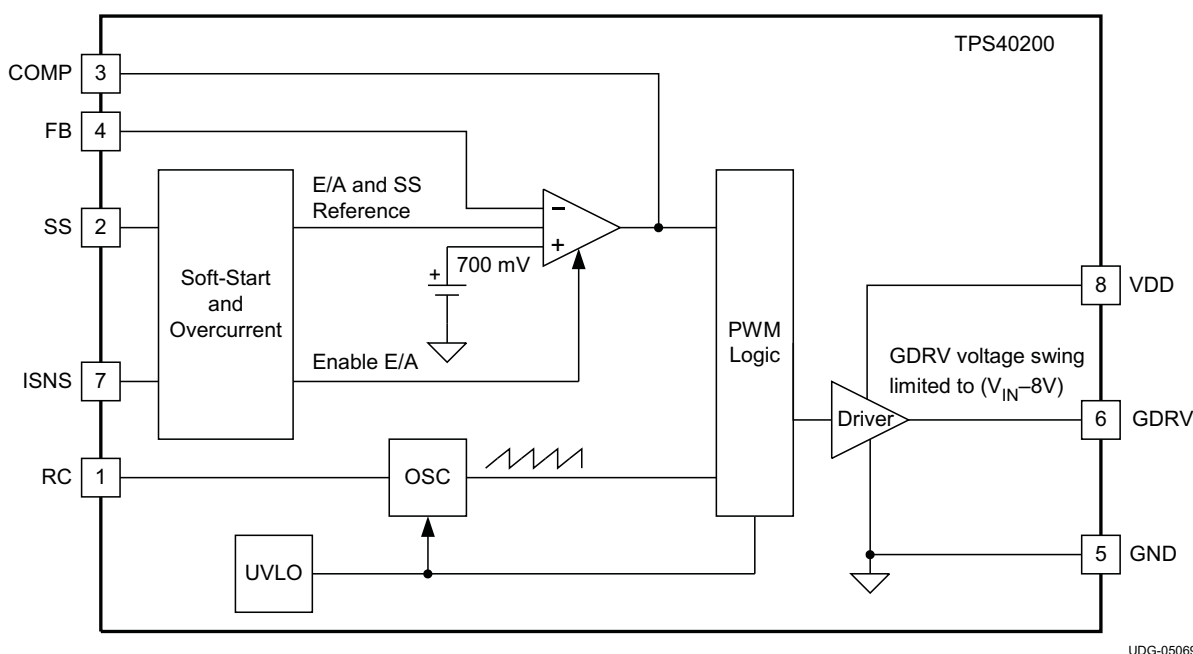 TPS40200
COMP 3
FB 4
SS 2
ISNS 7
RC 1
Soft-Start
and
Overcurrent
E/A and SS
Reference
−
+
+
700 mV
Enable E/A
OSC
UVLO
PWM
Logic
Driver
GDRV voltage swing
limited to (VIN–8V)
8 VDD
6 GDRV
5 GND
UDG-05069